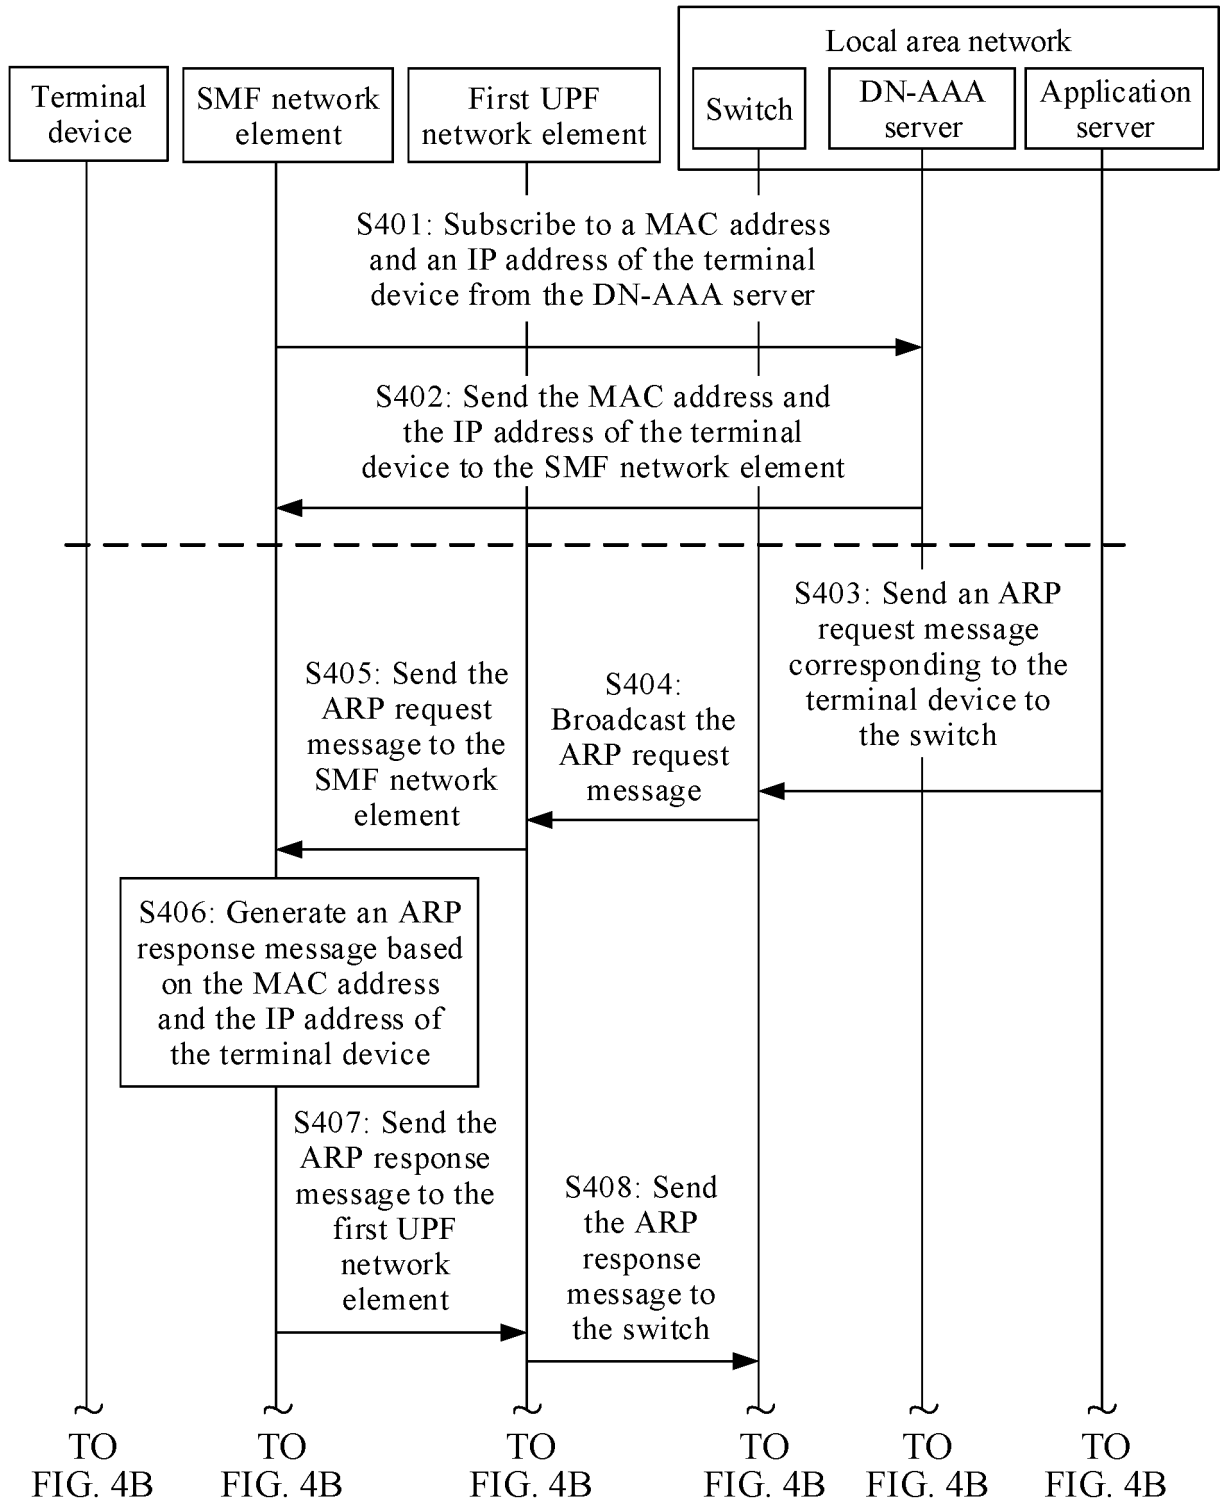 Local area network
Terminal
device
SMF network
element
First UPF
network element
Switch
DN-AAA
server
Application
server
S401: Subscribe to a MAC address
and an IP address of the terminal
device from the DN-AAA server
S402: Send the MAC address and
the IP address of the terminal
device to the SMF network element
S403: Send an ARP
request message
corresponding to the
terminal device to
the switch
S404:
Broadcast the
ARP request
message
S405: Send the
ARP request
message to the
SMF network
element
S406: Generate an ARP
response message based
on the MAC address
and the IP address of
the terminal device
S407: Send the
ARP response
message to the
first UPF
network
element
S408: Send
the ARP
response
message to
the switch
TO
FIG. 4B
TO
FIG. 4B
TO
FIG. 4B
TO
FIG. 4B
TO
FIG. 4B
TO
FIG. 4B